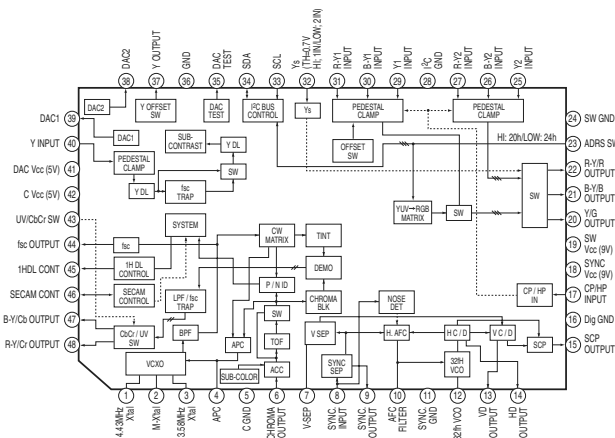 DAC2
Y OUTPUT
GND
DAC TEST
SDA
SCL
Ys (TH=0.7V HI; 1IN/LOW; 2IN)
R-Y1 INPUT
B-Y1 INPUT
Y1 INPUT
I²C GND
R-Y2 INPUT
B-Y2 INPUT
Y2 INPUT
38
37
36
35
34
33
32
31
30
29
28
27
26
25
DAC1
39
Y INPUT
40
DAC Vcc (5V)
41
C Vcc (5V)
42
UV/CbCr SW
43
fsc OUTPUT
44
1HDL CONT
45
SECAM CONT
46
B-Y/Cb OUTPUT
47
R-Y/Cr OUTPUT
48
DAC2
Y OFFSET SW
DAC TEST
I²C BUS CONTROL
Ys
PEDESTAL CLAMP
PEDESTAL CLAMP
DAC1
SUB-CONTRAST
Y DL
OFFSET SW
PEDESTAL CLAMP
Y DL
fsc TRAP
SW
HI: 20h/LOW: 24h
YUV→RGB MATRIX
SW
SW
SYSTEM
fsc
CW MATRIX
TINT
1H DL CONTROL
DEMO
P / N ID
SECAM CONTROL
LPF / fsc TRAP
CHROMA BLK
NOSE DET
CP / HP IN
CbCr / UV SW
BPF
APC
SW
TOF
V SEP
H. AFC
H C / D
V C / D
SCP
VCXO
SUB-COLOR
ACC
SYNC SEP
32fH VCO
24
SW GND
23
ADRS SW
22
R-Y/R OUTPUT
21
B-Y/B OUTPUT
20
Y/G OUTPUT
19
SW Vcc (9V)
18
SYNC Vcc (9V)
17
CP/HP INPUT
16
Dig GND
15
SCP OUTPUT
1
2
3
4
5
6
7
8
9
10
11
12
13
14
4.43MHz X'tal
M-X'tal
3.58MHz X'tal
APC
C GND
CHROMA OUTPUT
V-SEP
SYNC. INPUT
SYNC. OUTPUT
AFC FILTER
SYNC. GND
32fh VCO
VD OUTPUT
HD OUTPUT